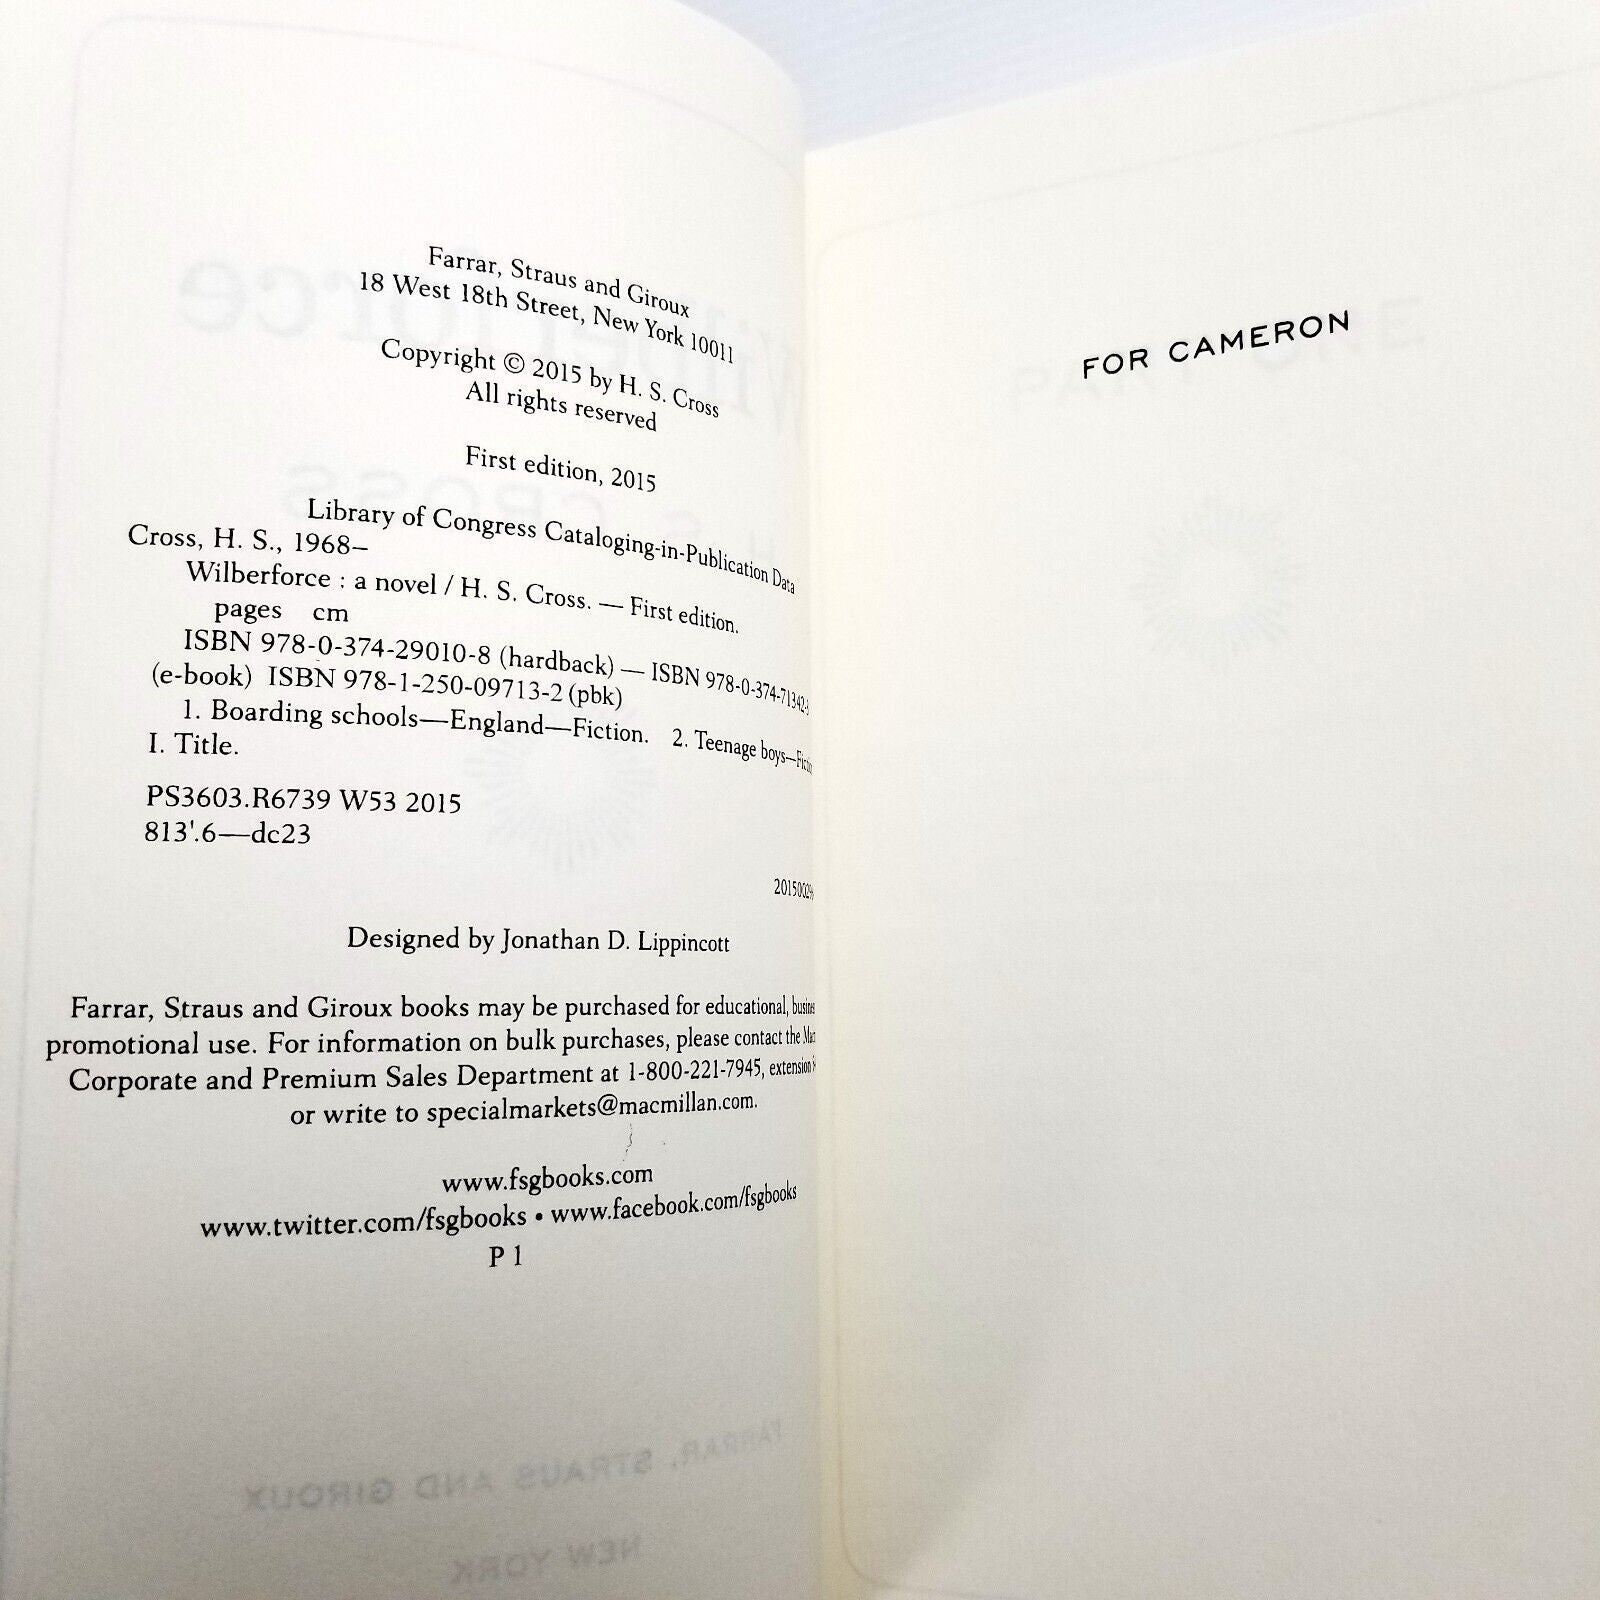 Farrar, Straus and Giroux
18 West 18th Street, New York 10011
Copyright © 2015 by H. S. Cross
All rights reserved
First edition, 2015
Library of Congress Cataloging-in-Publication Data
Cross, H. S., 1968–
Wilberforce : a novel / H. S. Cross. — First edition.
pages cm
ISBN 978-0-374-29010-8 (hardback) — ISBN 978-0-374-71342-
(e-book) ISBN 978-1-250-09713-2 (pbk)
1. Boarding schools—England—Fiction. 2. Teenage boys—Fictio
I. Title.
PS3603.R6739 W53 2015
813'.6—dc23
Designed by Jonathan D. Lippincott
Farrar, Straus and Giroux books may be purchased for educational, busines
promotional use. For information on bulk purchases, please contact the Mac
Corporate and Premium Sales Department at 1-800-221-7945, extension
or write to specialmarkets@macmillan.com.
www.fsgbooks.com
www.twitter.com/fsgbooks • www.facebook.com/fsgbooks
P 1
FOR CAMERON